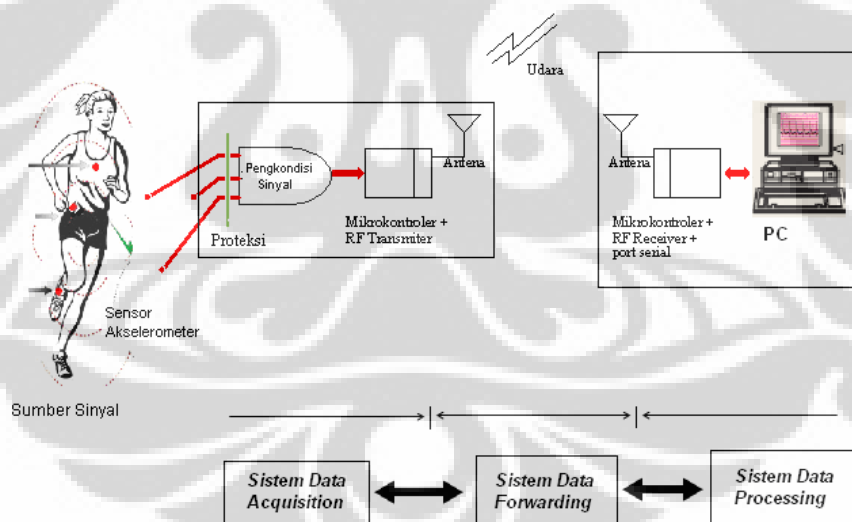 Udara
Pengkondisi
Sinyal
Antena
Antena
Proteksi
Mikrokontroler +
RF Transmiter
Mikrokontroler +
RF Receiver +
port serial
PC
Sensor
Akselerometer
Sumber Sinyal
Sistem Data
Acquisition
Sistem Data
Forwarding
Sistem Data
Processing